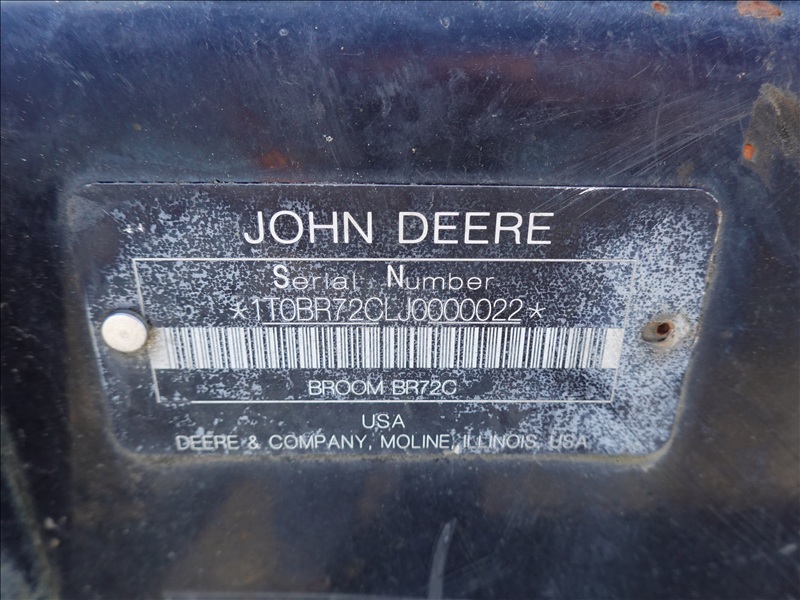 JOHN DEERE
Serial Number
*1T0BR72CLJ0000022*
BROOM BR72C
USA
DEERE & COMPANY, MOLINE, ILLINOIS, USA